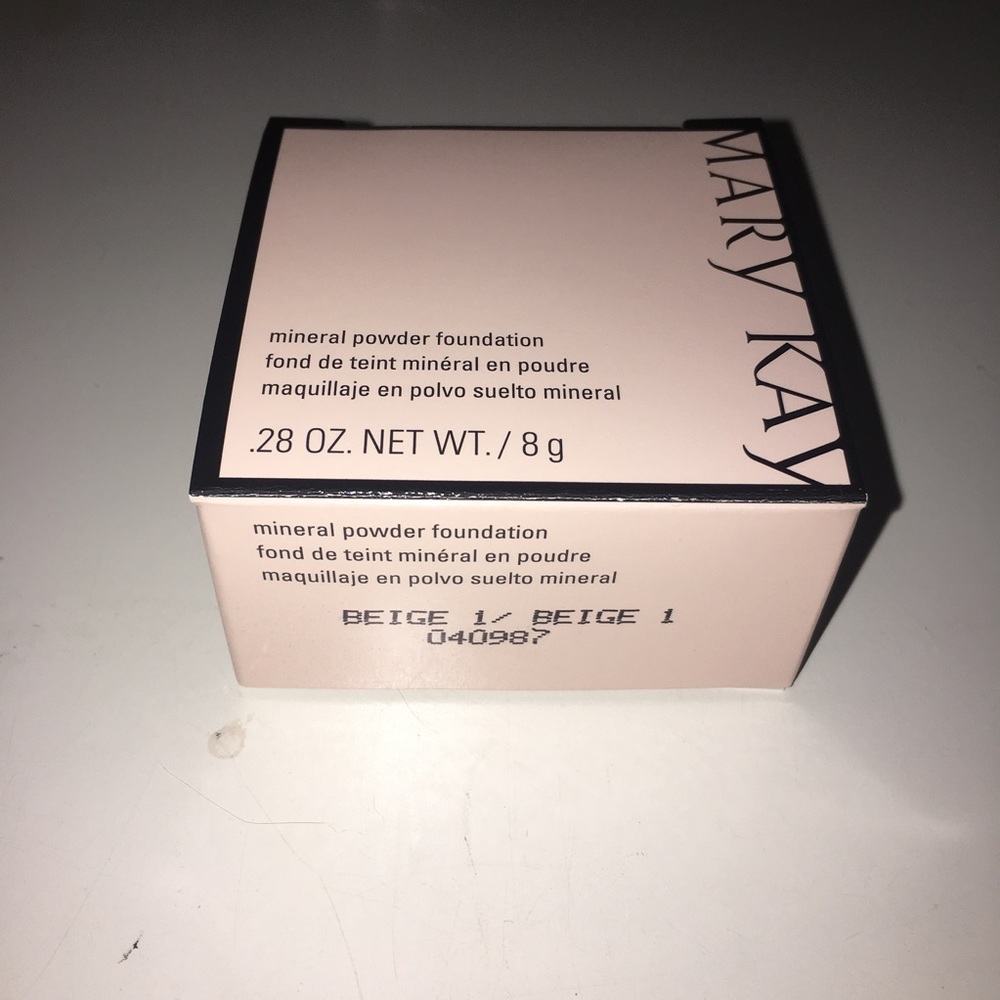 MARY KAY
mineral powder foundation
fond de teint minéral en poudre
maquillaje en polvo suelto mineral
.28 OZ. NET WT. / 8 g
mineral powder foundation
fond de teint minéral en poudre
maquillaje en polvo suelto mineral
BEIGE 1/ BEIGE 1
040987